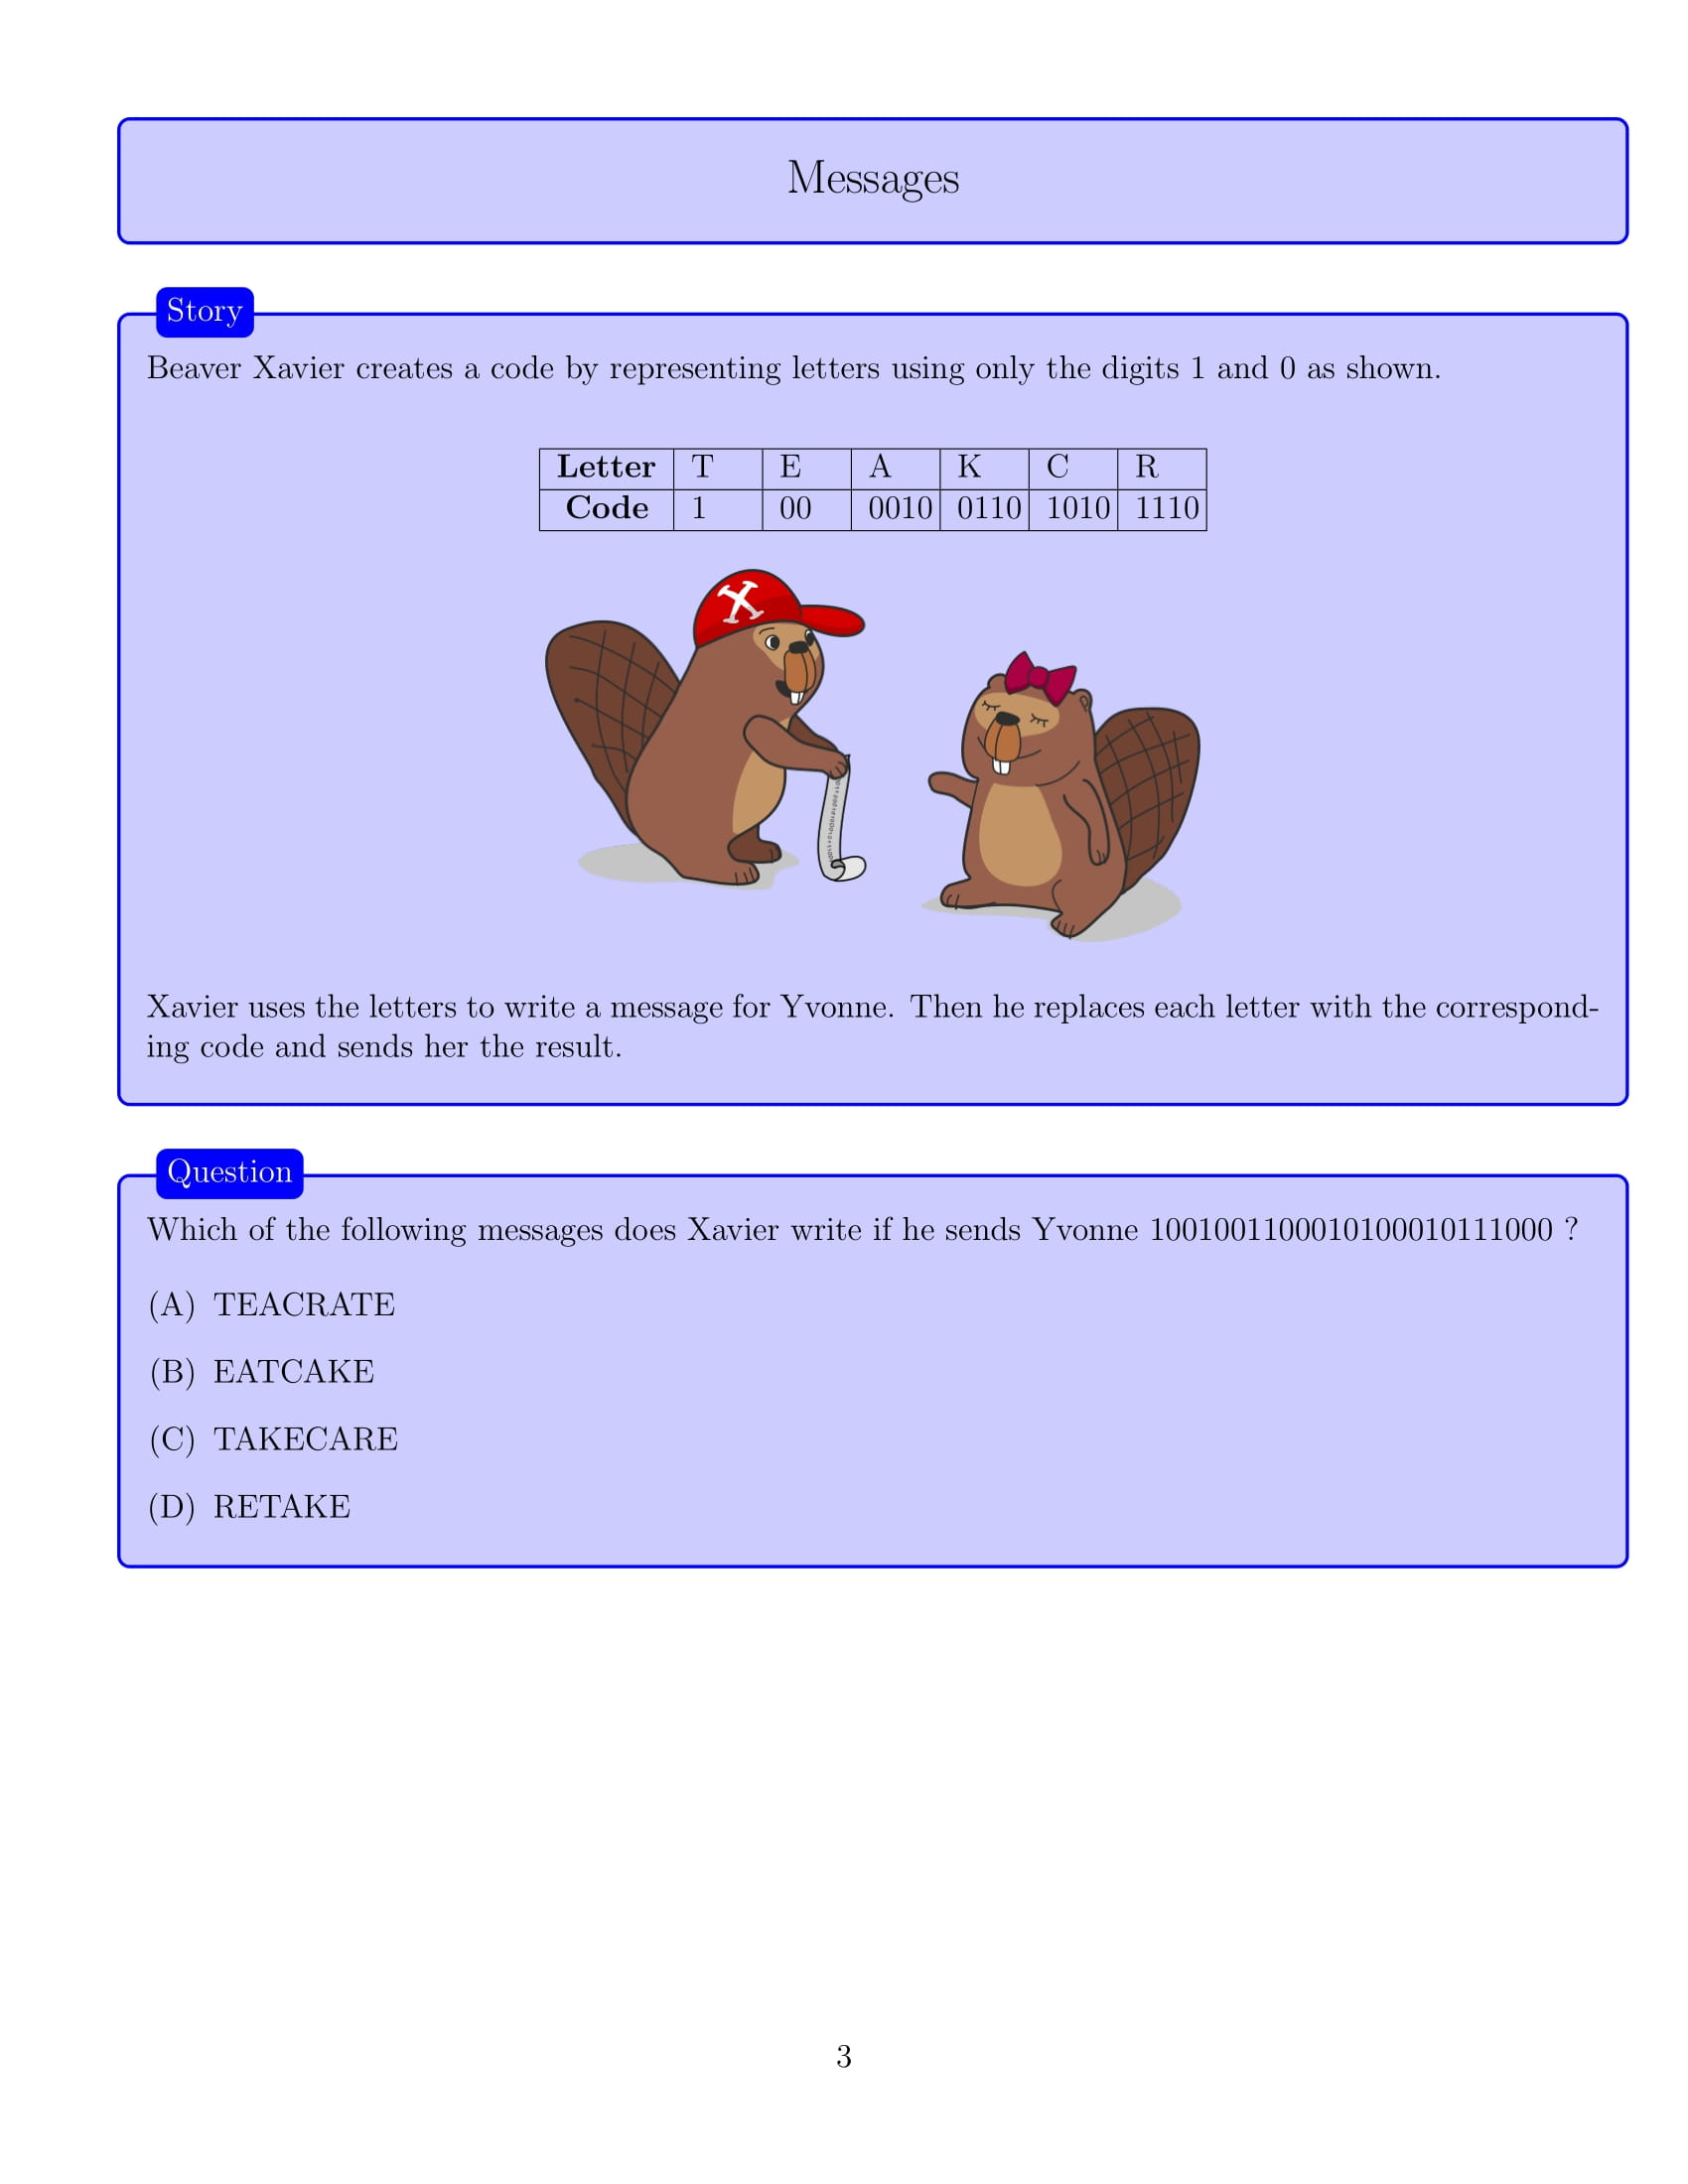 Messages
Story
Beaver Xavier creates a code by representing letters using only the digits 1 and 0 as shown.
Letter T E A K C R
Code 1 00 0010 0110 1010 1110
X
Xavier uses the letters to write a message for Yvonne. Then he replaces each letter with the correspond-
ing code and sends her the result.
Question
Which of the following messages does Xavier write if he sends Yvonne 1001001100010100010111000 ?
(A) TEACRATE
(B) EATCAKE
(C) TAKECARE
(D) RETAKE
3